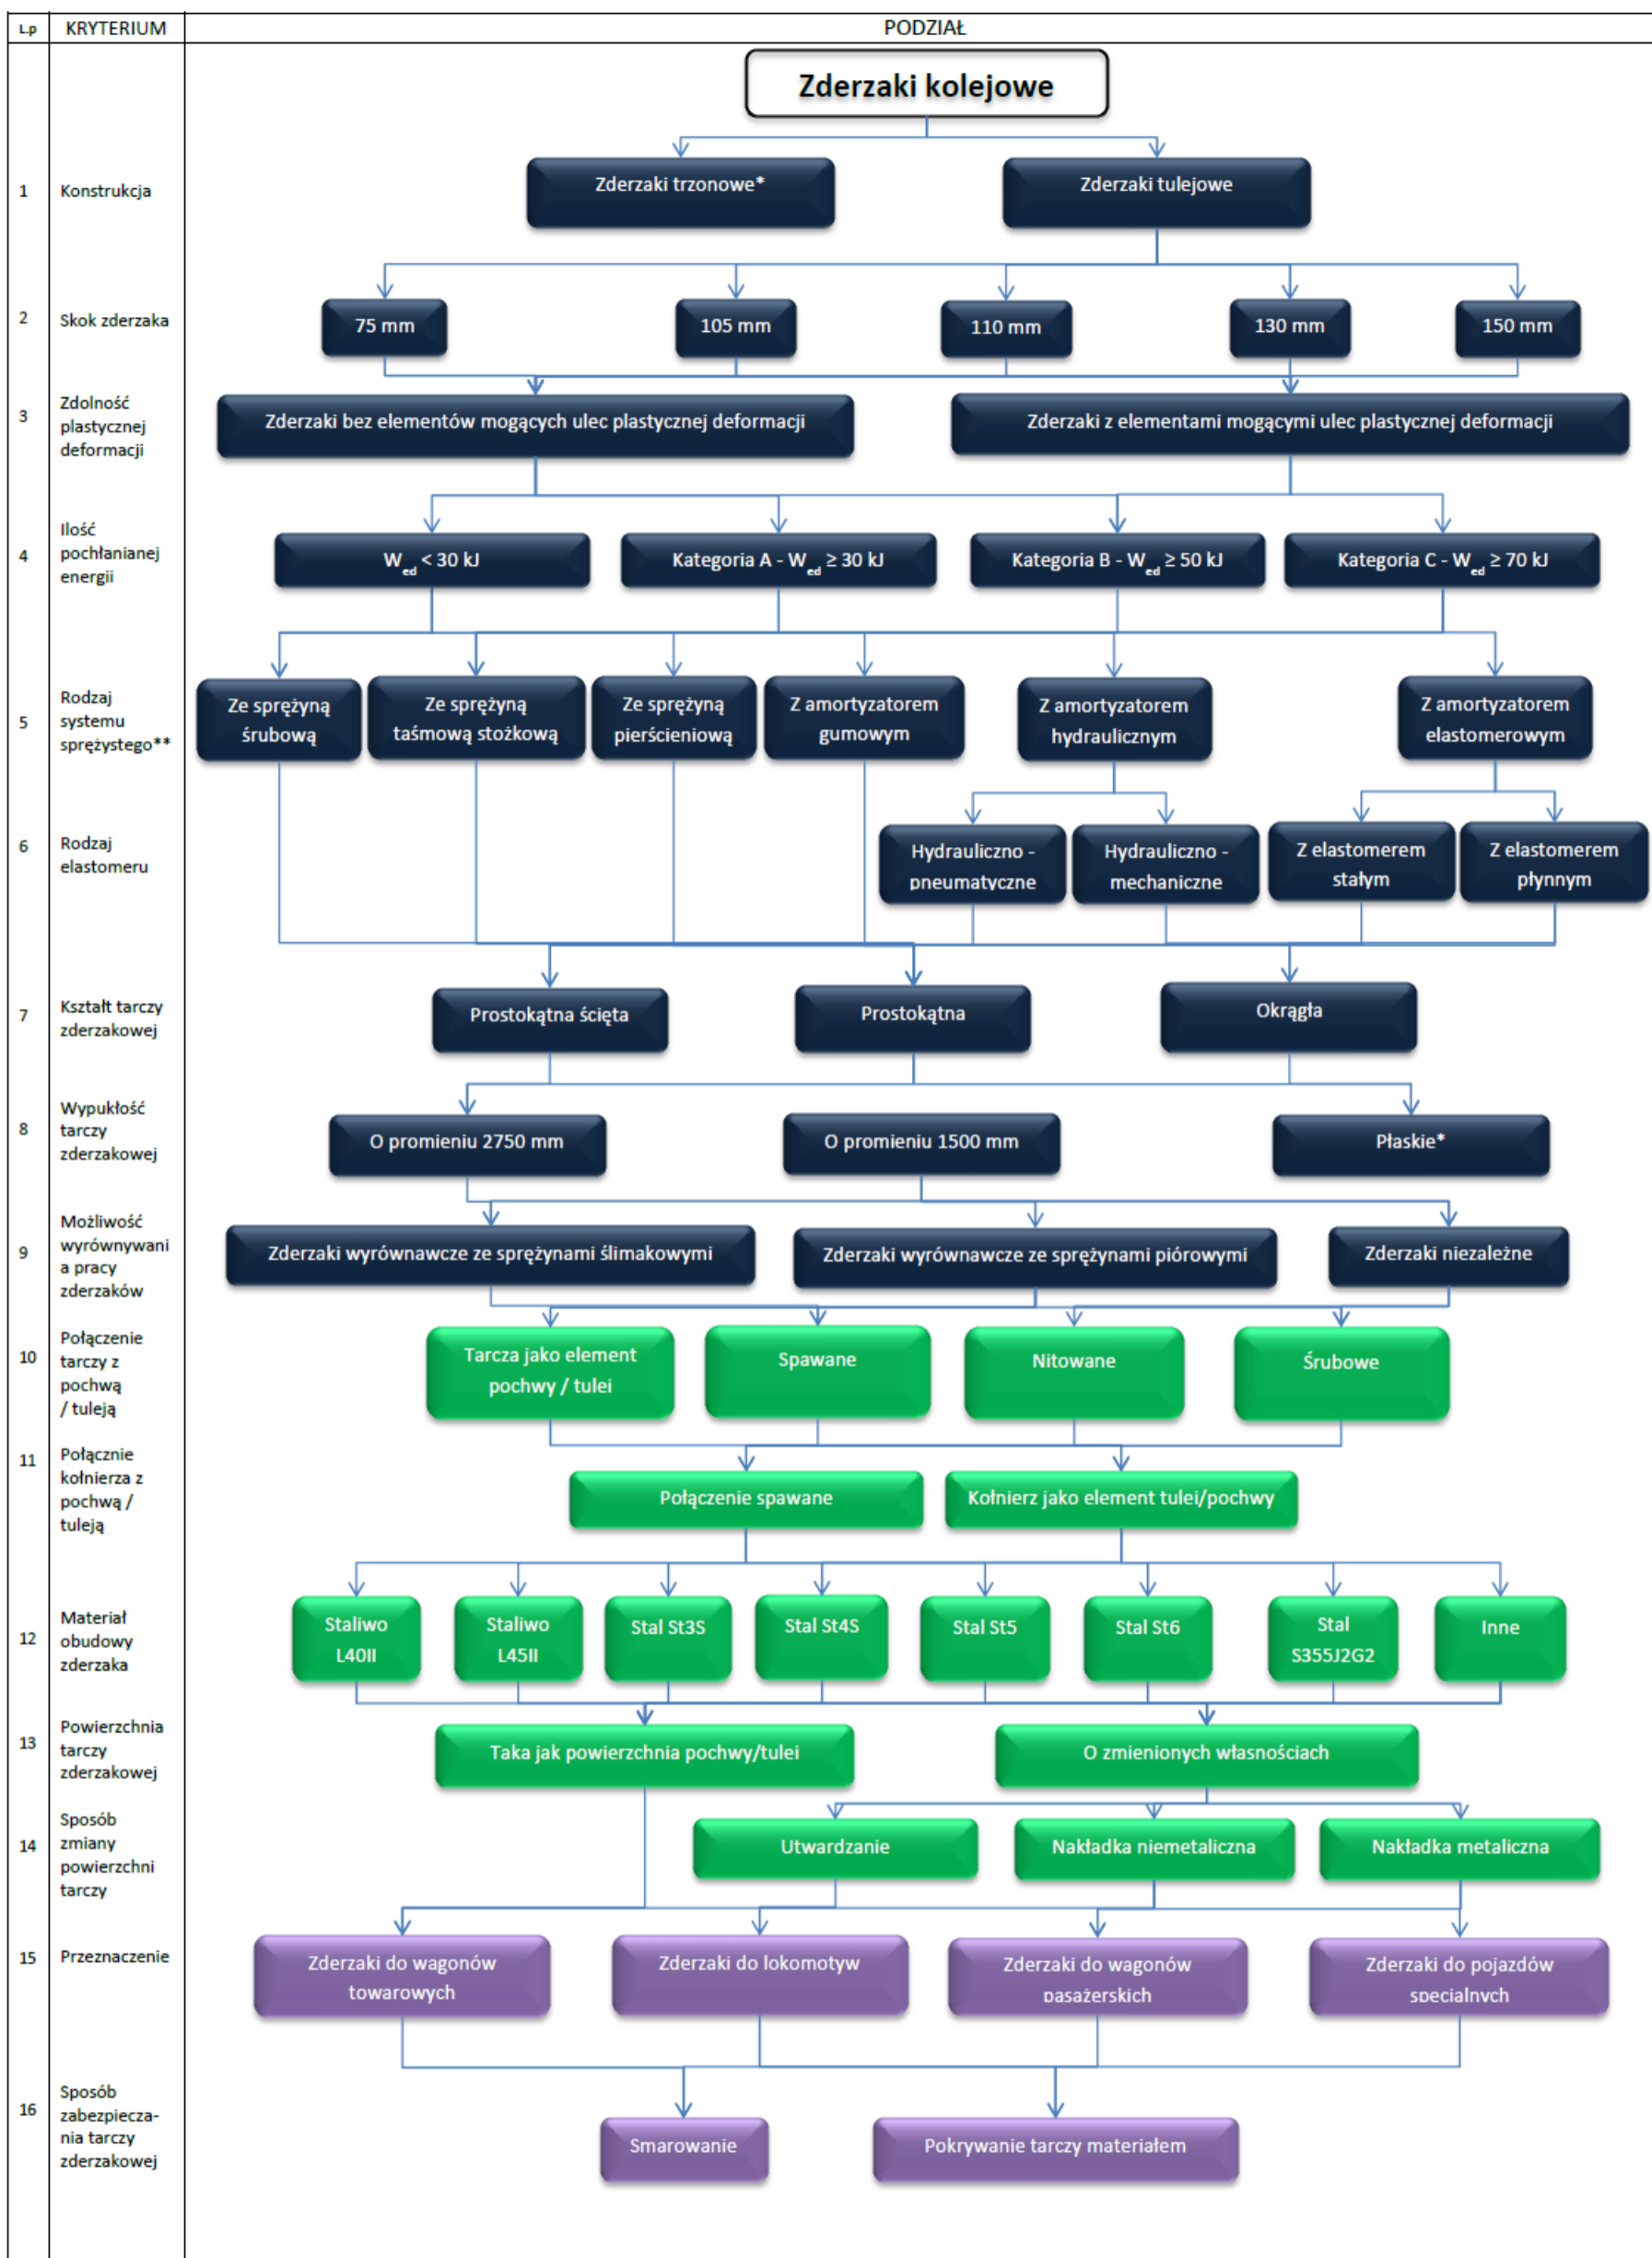 L.p KRYTERIUM PODZIAŁ
Zderzaki kolejowe
1 Konstrukcja
Zderzaki trzonowe* Zderzaki tulejowe
2 Skok zderzaka
75 mm 105 mm 110 mm 130 mm 150 mm
3 Zdolność
plastycznej
deformacji
Zderzaki bez elementów mogących ulec plastycznej deformacji Zderzaki z elementami mogącymi ulec plastycznej deformacji
4 Ilość
pochłanianej
energii
W_ed < 30 kJ Kategoria A - W_ed ≥ 30 kJ Kategoria B - W_ed ≥ 50 kJ Kategoria C - W_ed ≥ 70 kJ
5 Rodzaj
systemu
sprężystego**
Ze sprężyną
śrubową
Ze sprężyną
taśmową stożkową
Ze sprężyną
pierścieniową
Z amortyzatorem
gumowym
Z amortyzatorem
hydraulicznym
Z amortyzatorem
elastomerowym
6 Rodzaj
elastomeru
Hydrauliczno -
pneumatyczne
Hydrauliczno -
mechaniczne
Z elastomerem
stałym
Z elastomerem
płynnym
7 Kształt tarczy
zderzakowej
Prostokątna ścięta Prostokątna Okrągła
8 Wypukłość
tarczy
zderzakowej
O promieniu 2750 mm O promieniu 1500 mm Płaskie*
9 Możliwość
wyrównywani
a pracy
zderzaków
Zderzaki wyrównawcze ze sprężynami ślimakowymi Zderzaki wyrównawcze ze sprężynami piórowymi Zderzaki niezależne
10 Połączenie
tarczy z
pochwą
/ tuleją
Tarcza jako element
pochwy / tulei
Spawane Nitowane Śrubowe
11 Połącznie
kołnierza z
pochwą /
tuleją
Połączenie spawane Kołnierz jako element tulei/pochwy
12 Materiał
obudowy
zderzaka
Staliwo
L40II
Staliwo
L45II
Stal St3S Stal St4S Stal St5 Stal St6
Stal
S355J2G2
Inne
13 Powierzchnia
tarczy
zderzakowej
Taka jak powierzchnia pochwy/tulei O zmienionych własnościach
14 Sposób
zmiany
powierzchni
tarczy
Utwardzanie Nakładka niemetaliczna Nakładka metaliczna
15 Przeznaczenie
Zderzaki do wagonów
towarowych
Zderzaki do lokomotyw
Zderzaki do wagonów
pasażerskich
Zderzaki do pojazdów
specjalnych
16 Sposób
zabezpiecza-
nia tarczy
zderzakowej
Smarowanie Pokrywanie tarczy materiałem